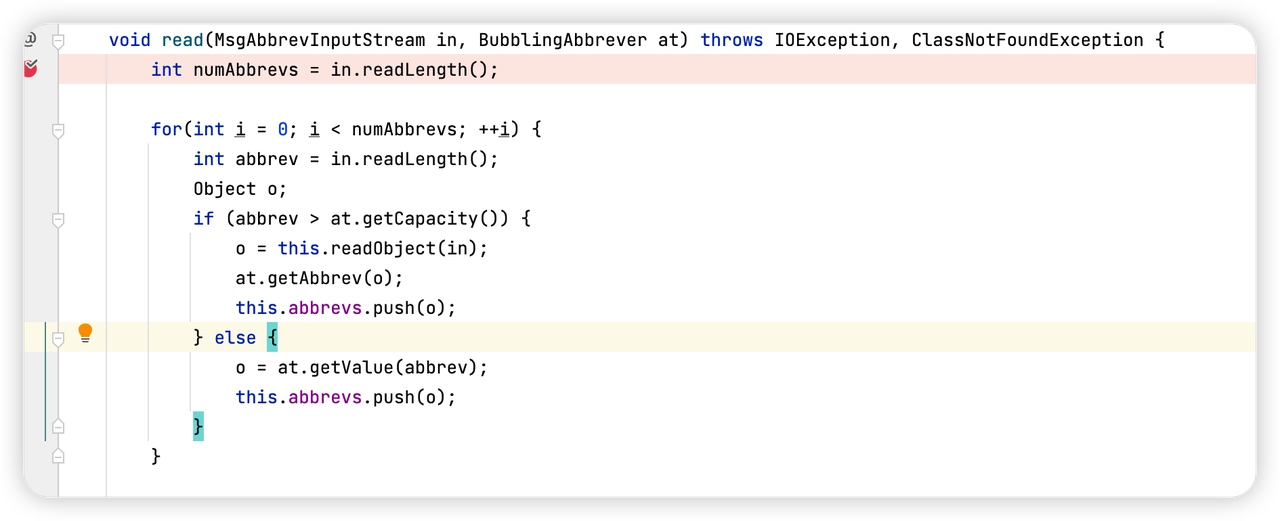 @
void read(MsgAbbrevInputStream in, BubblingAbbrever at) throws IOException, ClassNotFoundException {
    int numAbbrevs = in.readLength();

    for(int i = 0; i < numAbbrevs; ++i) {
        int abbrev = in.readLength();
        Object o;
        if (abbrev > at.getCapacity()) {
            o = this.readObject(in);
            at.getAbbrev(o);
            this.abbrevs.push(o);
        } else {
            o = at.getValue(abbrev);
            this.abbrevs.push(o);
        }
    }